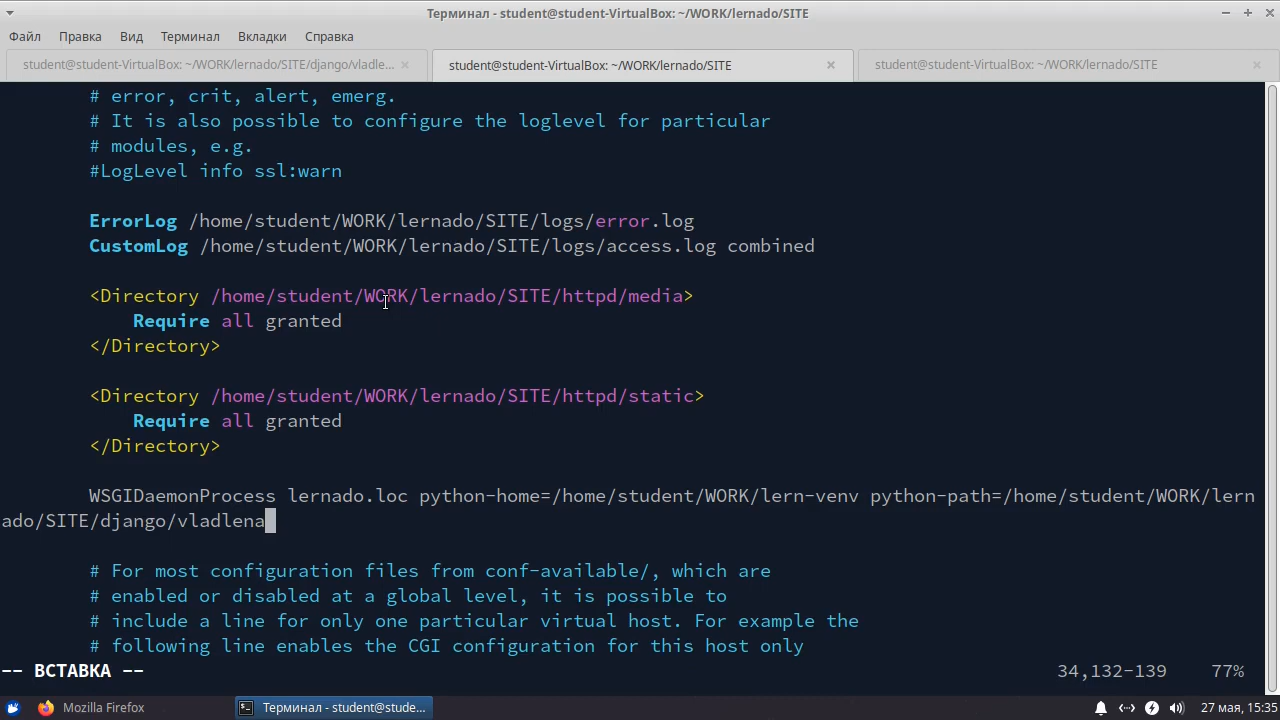 Терминал - student@student-VirtualBox: ~/WORK/lernado/SITE
Файл Правка Вид Терминал Вкладки Справка
student@student-VirtualBox: ~/WORK/lernado/SITE/django/vladle... student@student-VirtualBox: ~/WORK/lernado/SITE student@student-VirtualBox: ~/WORK/lernado/SITE
# error, crit, alert, emerg.
# It is also possible to configure the loglevel for particular
# modules, e.g.
#LogLevel info ssl:warn
ErrorLog /home/student/WORK/lernado/SITE/logs/error.log
CustomLog /home/student/WORK/lernado/SITE/logs/access.log combined
<Directory /home/student/WORK/lernado/SITE/httpd/media>
Require all granted
</Directory>
<Directory /home/student/WORK/lernado/SITE/httpd/static>
Require all granted
</Directory>
WSGIDaemonProcess lernado.loc python-home=/home/student/WORK/lern-venv python-path=/home/student/WORK/lern
ado/SITE/django/vladlena
# For most configuration files from conf-available/, which are
# enabled or disabled at a global level, it is possible to
# include a line for only one particular virtual host. For example the
# following line enables the CGI configuration for this host only
-- ВСТАВКА -- 34,132-139 77%
Mozilla Firefox Терминал - student@stude... 27 мая, 15:35